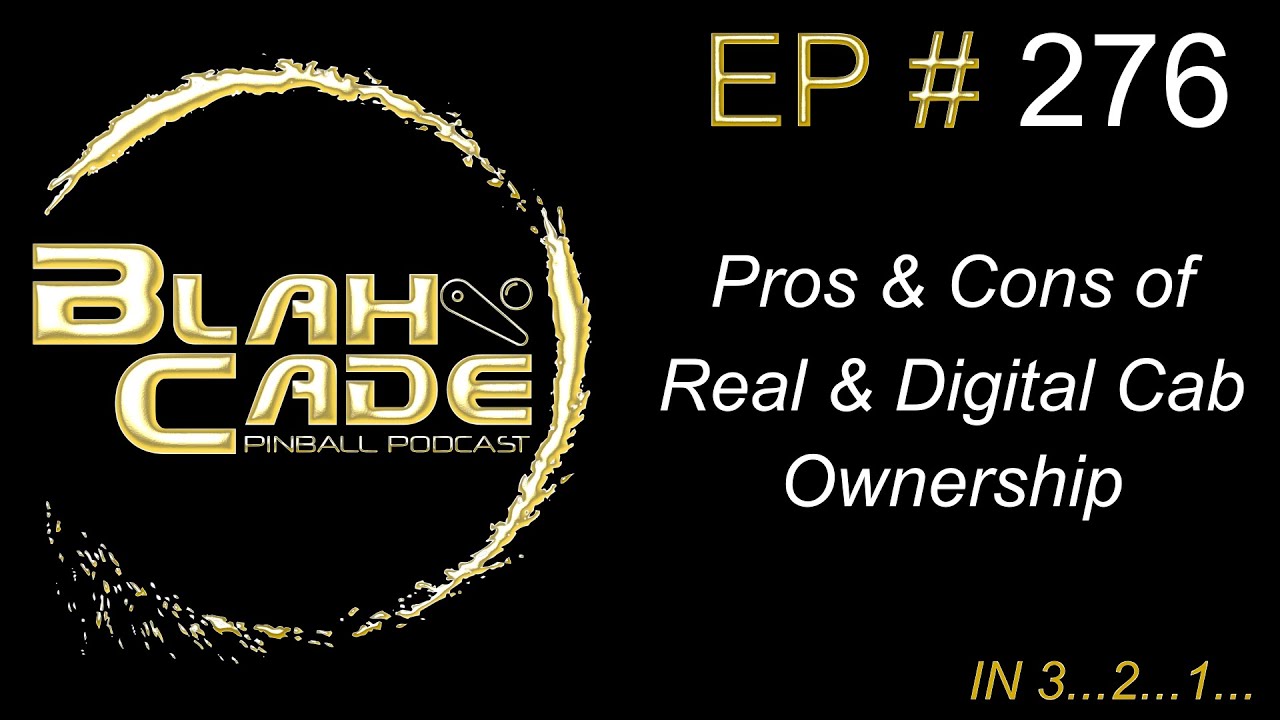 BLAH
CADE
PINBALL PODCAST
EP # 276
Pros & Cons of
Real & Digital Cab
Ownership
IN 3...2...1...